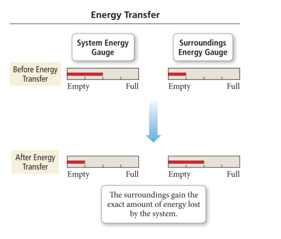 Energy Transfer
System Energy
Gauge
Surroundings
Energy Gauge
Before Energy
Transfer
Empty Full
Empty Full
After Energy
Transfer
Empty Full
Empty Full
The surroundings gain the
exact amount of energy lost
by the system.